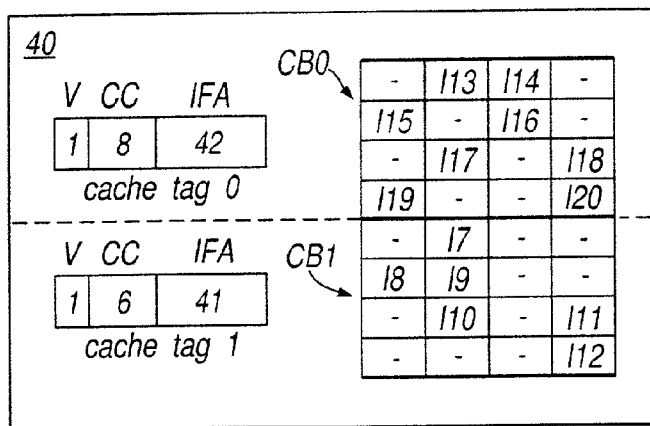 40
V CC IFA
1 8 42
cache tag 0
CB0
- I13 I14 -
I15 - I16 -
- I17 - I18
I19 - - I20
V CC IFA
1 6 41
cache tag 1
CB1
- I7 - -
I8 I9 - -
- I10 - I11
- - - I12